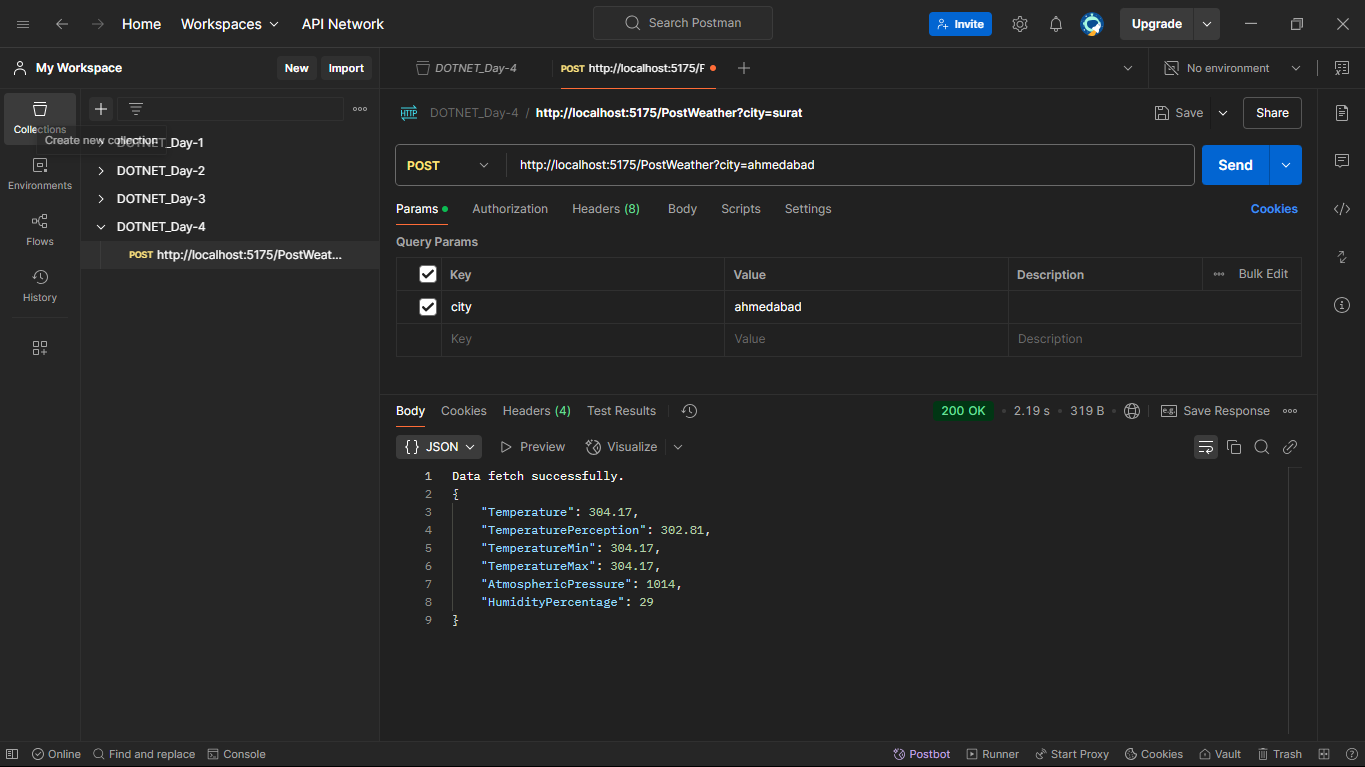 Home Workspaces API Network Search Postman Invite Upgrade
My Workspace New Import DOTNET_Day-4 POST http://localhost:5175/F No environment
Collections
Create new collection
DOTNET_Day-1
DOTNET_Day-2
DOTNET_Day-3
DOTNET_Day-4
POST http://localhost:5175/PostWeat...
Environments
Flows
History
HTTP DOTNET_Day-4 / http://localhost:5175/PostWeather?city=surat Save Share
POST http://localhost:5175/PostWeather?city=ahmedabad Send
Params Authorization Headers (8) Body Scripts Settings Cookies
Query Params
Key Value Description Bulk Edit
city ahmedabad
Key Value Description
Body Cookies Headers (4) Test Results 200 OK 2.19 s 319 B e.g. Save Response
{} JSON Preview Visualize
1 Data fetch successfully.
2 {
3 "Temperature": 304.17,
4 "TemperaturePerception": 302.81,
5 "TemperatureMin": 304.17,
6 "TemperatureMax": 304.17,
7 "AtmosphericPressure": 1014,
8 "HumidityPercentage": 29
9 }
Online Find and replace Console Postbot Runner Start Proxy Cookies Vault Trash